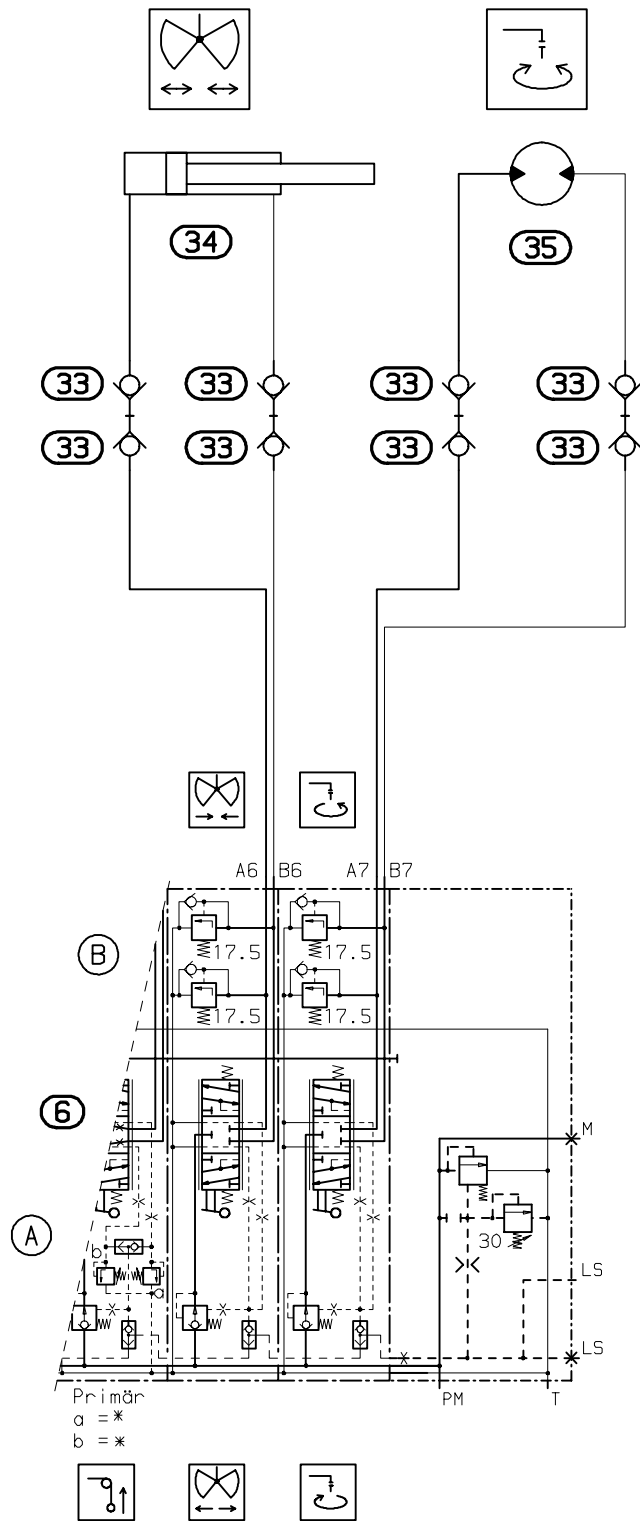 34
35
33 33 33 33
33 33 33 33
A6 B6 A7 B7
B
17.5 17.5
17.5 17.5
6
M
A
30
b
a
LS
LS
Primär
a = *
b = *
PM T